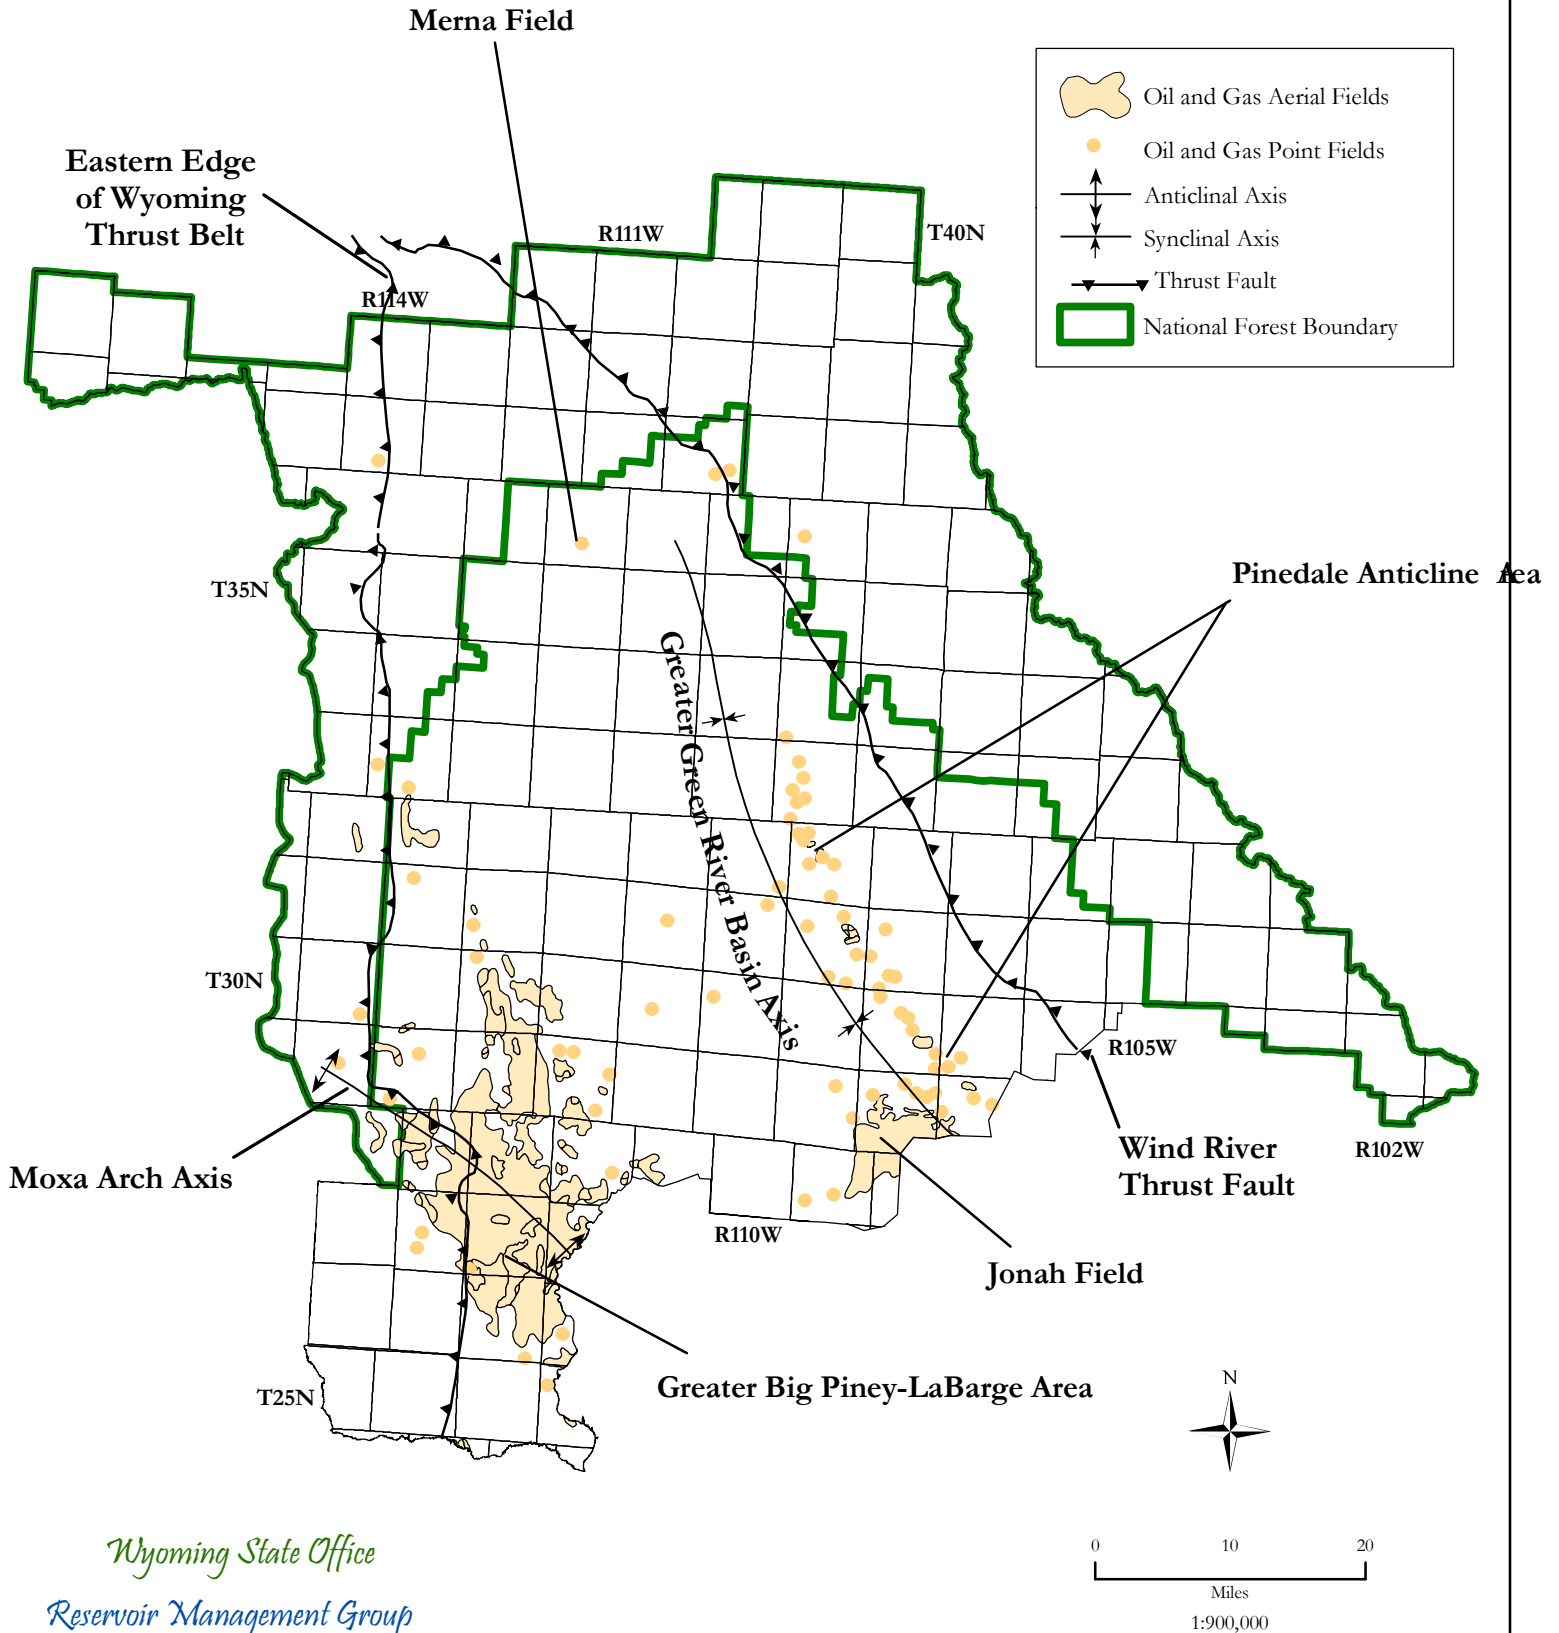 Merna Field
Eastern Edge
of Wyoming
Thrust Belt
Oil and Gas Aerial Fields
Oil and Gas Point Fields
Anticlinal Axis
Synclinal Axis
Thrust Fault
National Forest Boundary
R111W
T40N
R114W
T35N
Pinedale Anticline Area
Greater Green River Basin Axis
T30N
R105W
Moxa Arch Axis
Wind River
Thrust Fault
R102W
R110W
Jonah Field
Greater Big Piney-LaBarge Area
T25N
N
Wyoming State Office
Reservoir Management Group
0 10 20
Miles
1:900,000